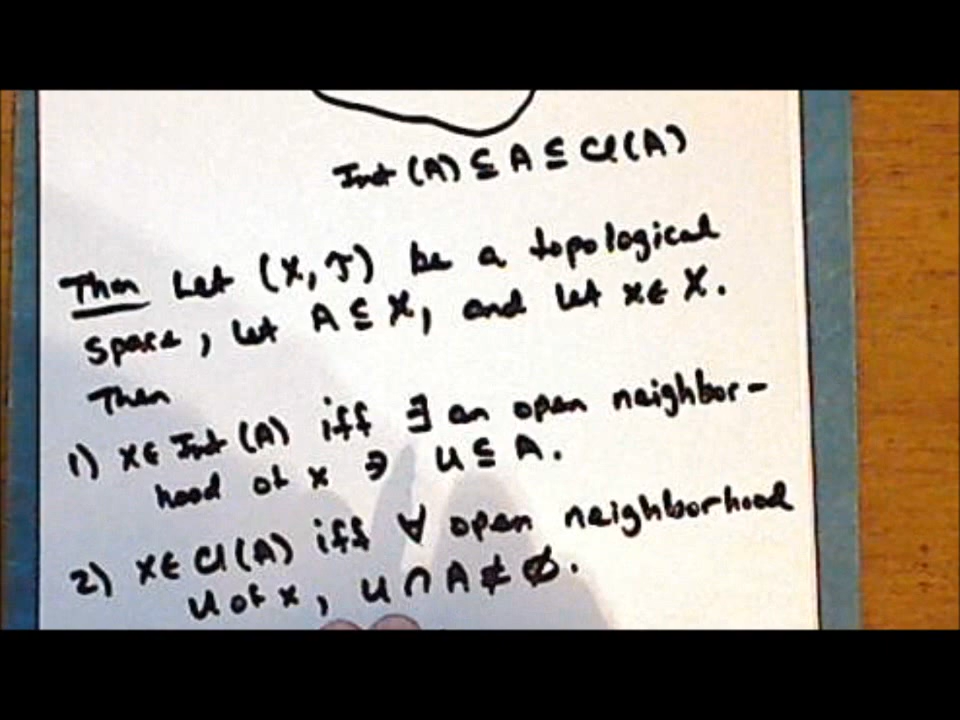 Int (A) ⊆ A ⊆ Cl(A)
Thm Let (X, 𝒯) be a topological
space, let A ⊆ X, and let x ∈ X.
Then
1) x ∈ Int (A) iff ∃ an open neighbor-
hood of x ∋ U ⊆ A.
2) x ∈ Cl(A) iff ∀ open neighborhood
U of x, U ∩ A ≠ ∅.